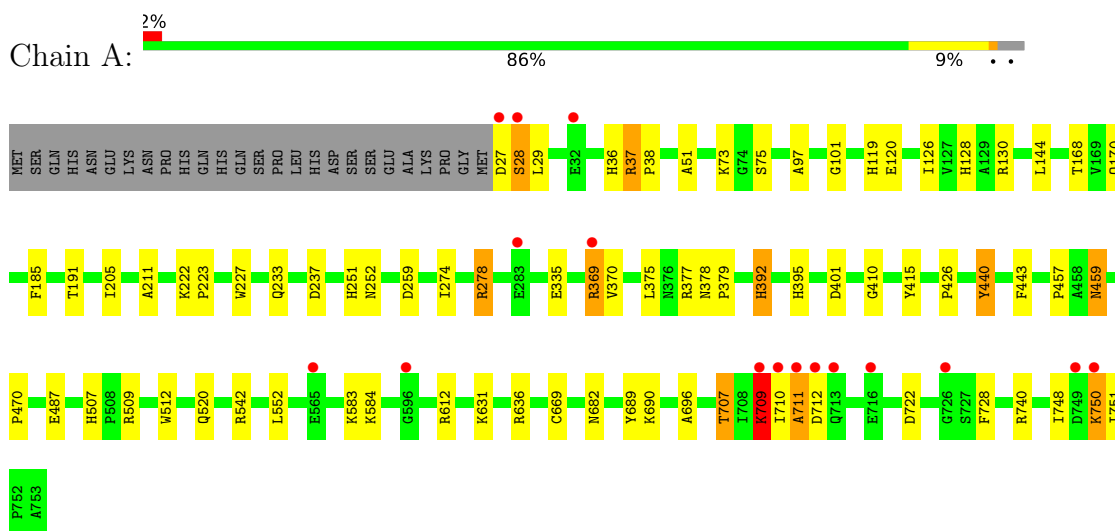 2%
Chain A:
86% 9% • •
MET SER GLN HIS ASN GLU LYS ASN PRO HIS GLN HIS GLN SER PRO LEU HIS ASP SER SER GLU ALA LYS PRO GLY MET D27 S28 L29 E32 H36 R37 P38 A51 K73 G74 S75 A97 G101 H119 E120 I126 V127 H128 A129 R130 L144 T168 V169
F185 T191 I205 A211 K222 P223 W227 Q233 D237 H251 N252 D259 I274 R278 E283 E335 R369 V370 L375 N376 R377 N378 P379 H392 H395 D401 G410 Y415 P426 Y440 F443 P457 A458 N459
P470 E487 H507 P508 R509 W512 Q520 R542 L552 E565 K583 K584 G596 R612 K631 R636 C669 N682 Y689 K690 A696 T707 I708 K709 I710 A711 D712 Q713 E716 D722 G726 S727 F728 R740 I748 D749 K750
P752 A753